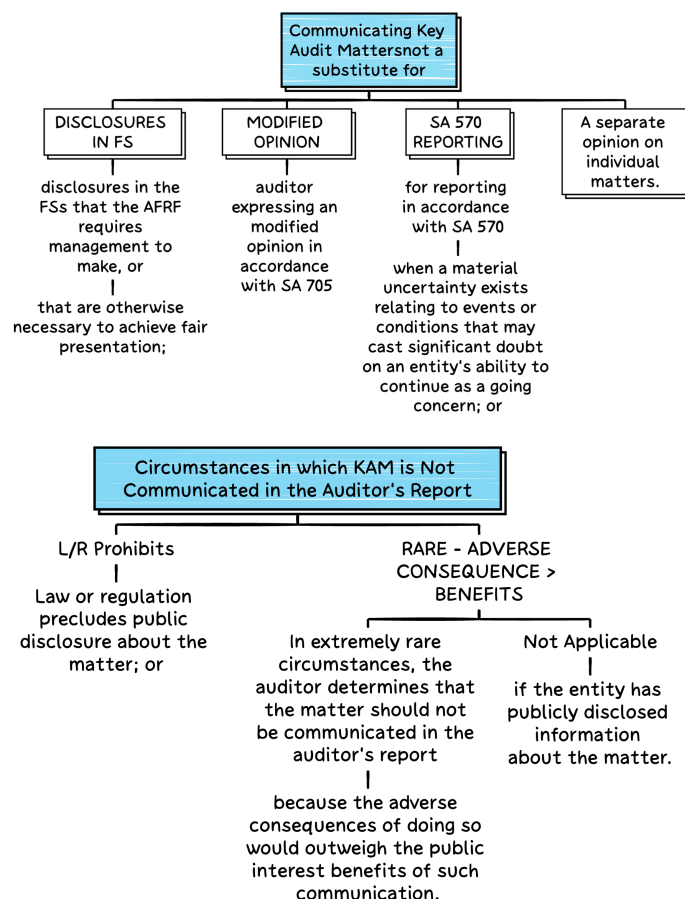 Communicating Key
Audit Mattersnot a
substitute for
DISCLOSURES
IN FS
disclosures in the
FSs that the AFRF
requires
management to
make, or
that are otherwise
necessary to achieve fair
presentation;
MODIFIED
OPINION
auditor
expressing an
modified
opinion in
accordance
with SA 705
SA 570
REPORTING
for reporting
in accordance
with SA 570
when a material
uncertainty exists
relating to events or
conditions that may
cast significant doubt
on an entity's ability to
continue as a going
concern; or
A separate
opinion on
individual
matters.
Circumstances in which KAM is Not
Communicated in the Auditor's Report
L/R Prohibits
Law or regulation
precludes public
disclosure about the
matter; or
RARE - ADVERSE
CONSEQUENCE >
BENEFITS
In extremely rare
circumstances, the
auditor determines that
the matter should not
be communicated in the
auditor's report
because the adverse
consequences of doing so
would outweigh the public
interest benefits of such
communication.
Not Applicable
if the entity has
publicly disclosed
information
about the matter.